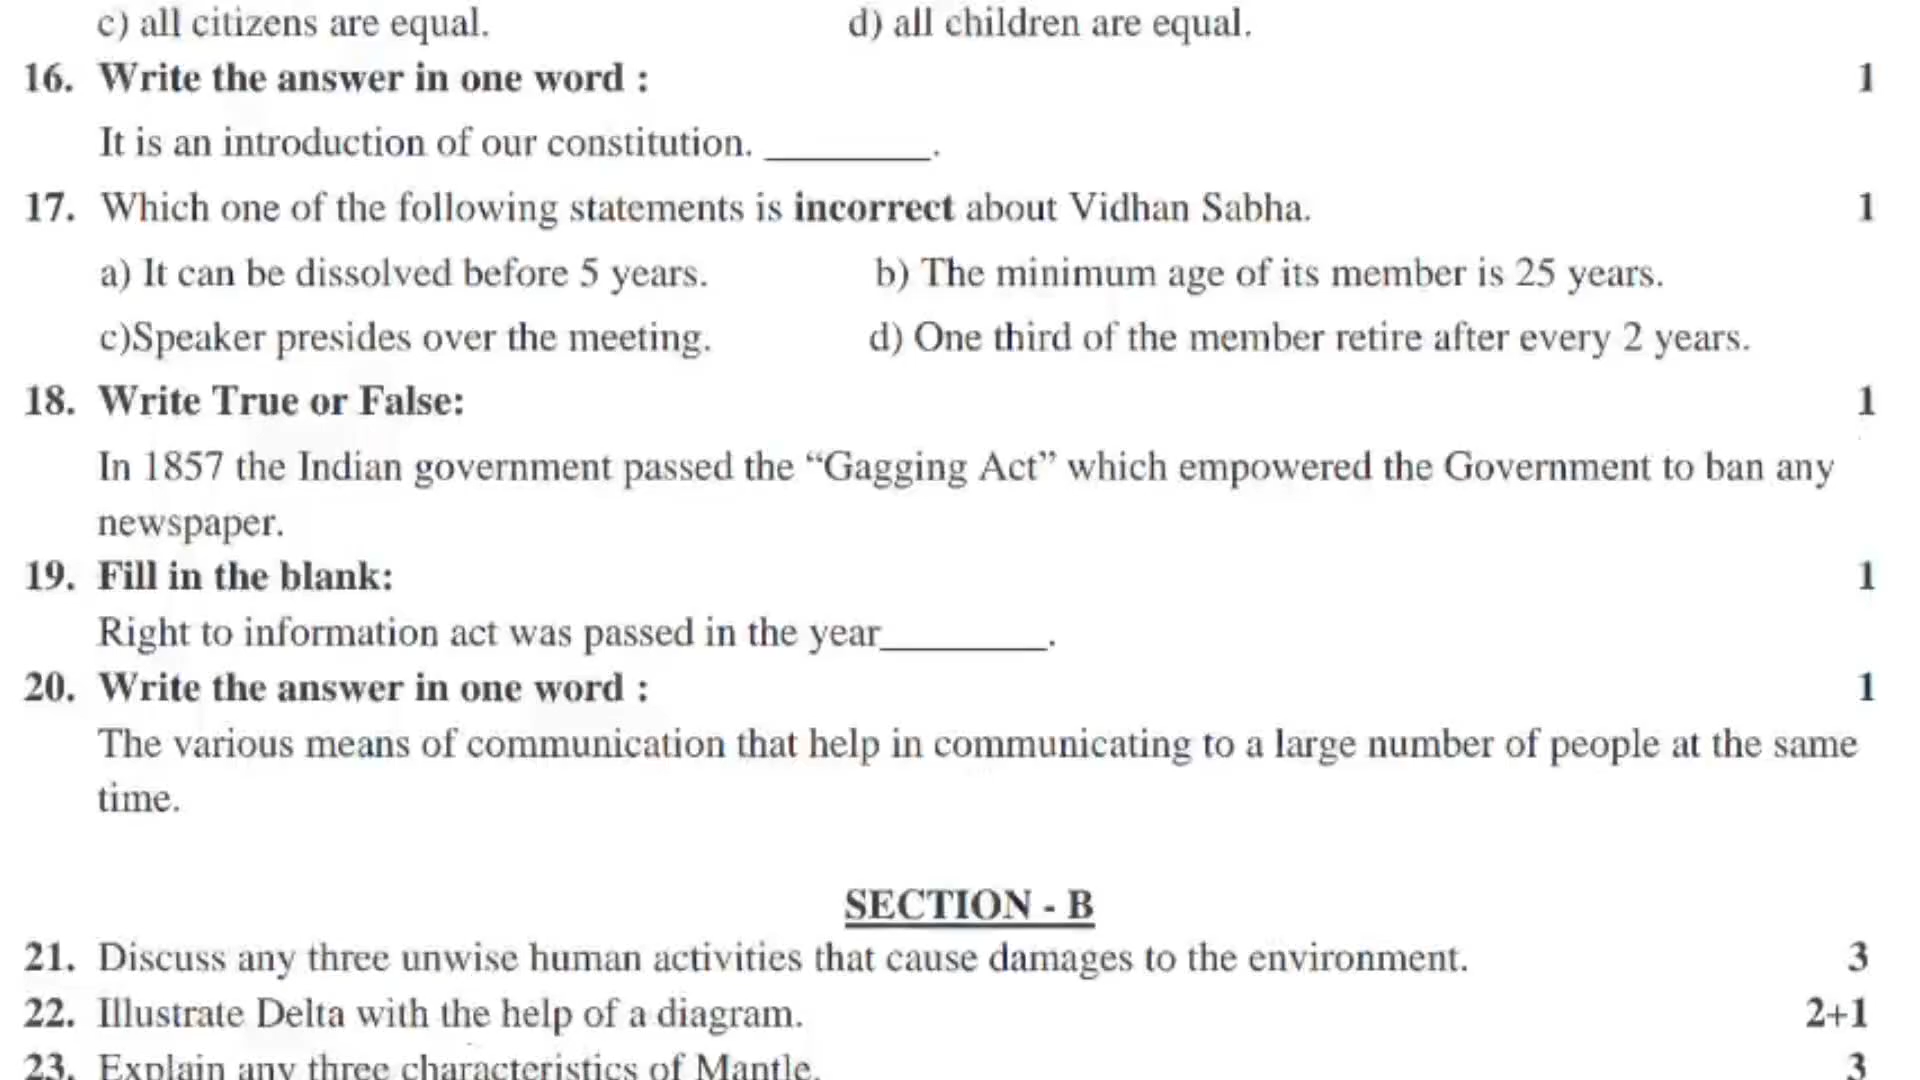 c) all citizens are equal. d) all children are equal.
16. Write the answer in one word : 1
It is an introduction of our constitution. ________.
17. Which one of the following statements is incorrect about Vidhan Sabha. 1
a) It can be dissolved before 5 years. b) The minimum age of its member is 25 years.
c)Speaker presides over the meeting. d) One third of the member retire after every 2 years.
18. Write True or False: 1
In 1857 the Indian government passed the “Gagging Act” which empowered the Government to ban any
newspaper.
19. Fill in the blank: 1
Right to information act was passed in the year________.
20. Write the answer in one word : 1
The various means of communication that help in communicating to a large number of people at the same
time.
SECTION - B
21. Discuss any three unwise human activities that cause damages to the environment. 3
22. Illustrate Delta with the help of a diagram. 2+1
23. Explain any three characteristics of Mantle. 3